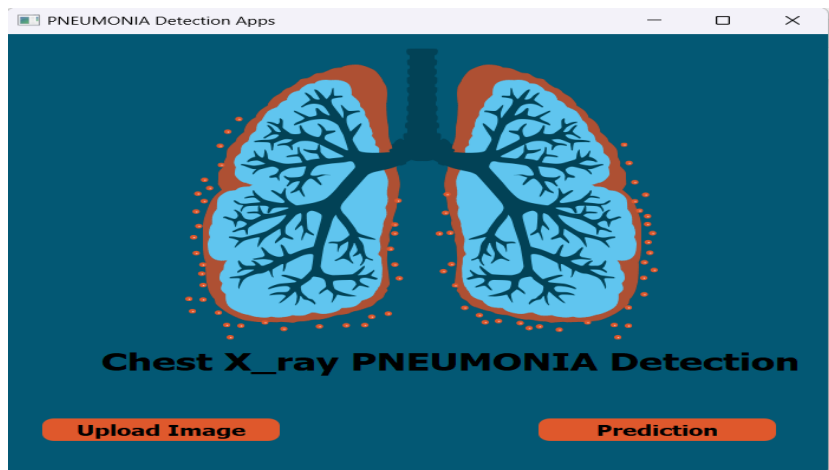 PNEUMONIA Detection Apps
Chest X_ray PNEUMONIA Detection
Upload Image
Prediction